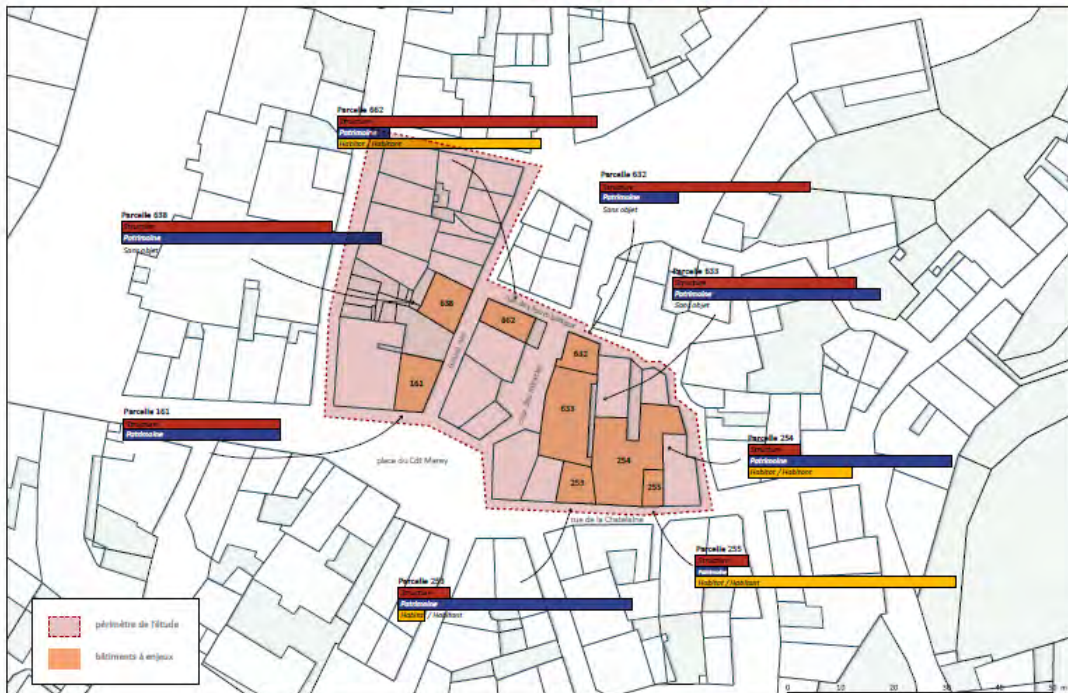 Parcelle 662
Structure
Patrimoine
Habitat / Habitant
Parcelle 632
Structure
Patrimoine
Sans objet
Parcelle 638
Structure
Patrimoine
Sans objet
Parcelle 633
Structure
Patrimoine
Sans objet
638
662
632
161
633
254
253
255
Parcelle 161
Structure
Patrimoine
place du Cdt Marey
rue de la Chatelaine
Parcelle 254
Structure
Patrimoine
Habitat / Habitant
Parcelle 255
Structure
Patrimoine
Habitat / Habitant
Parcelle 253
Structure
Patrimoine
Habitat / Habitant
périmètre de l'étude
bâtiments à enjeux
0 10 20 30 40 50 m